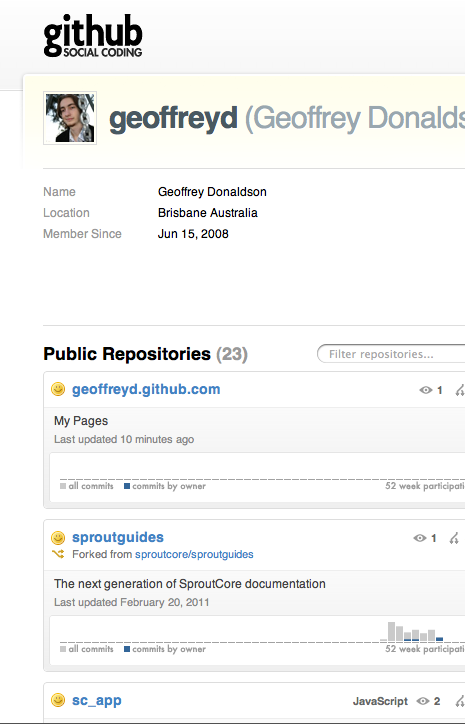 github
SOCIAL CODING
geoffreyd (Geoffrey Donalds
Name Geoffrey Donaldson
Location Brisbane Australia
Member Since Jun 15, 2008
Public Repositories (23) Filter repositories...
geoffreyd.github.com 1
My Pages
Last updated 10 minutes ago
all commits commits by owner 52 week participati
sproutguides 1
Forked from sproutcore/sproutguides
The next generation of SproutCore documentation
Last updated February 20, 2011
all commits commits by owner 52 week participati
sc_app JavaScript 2